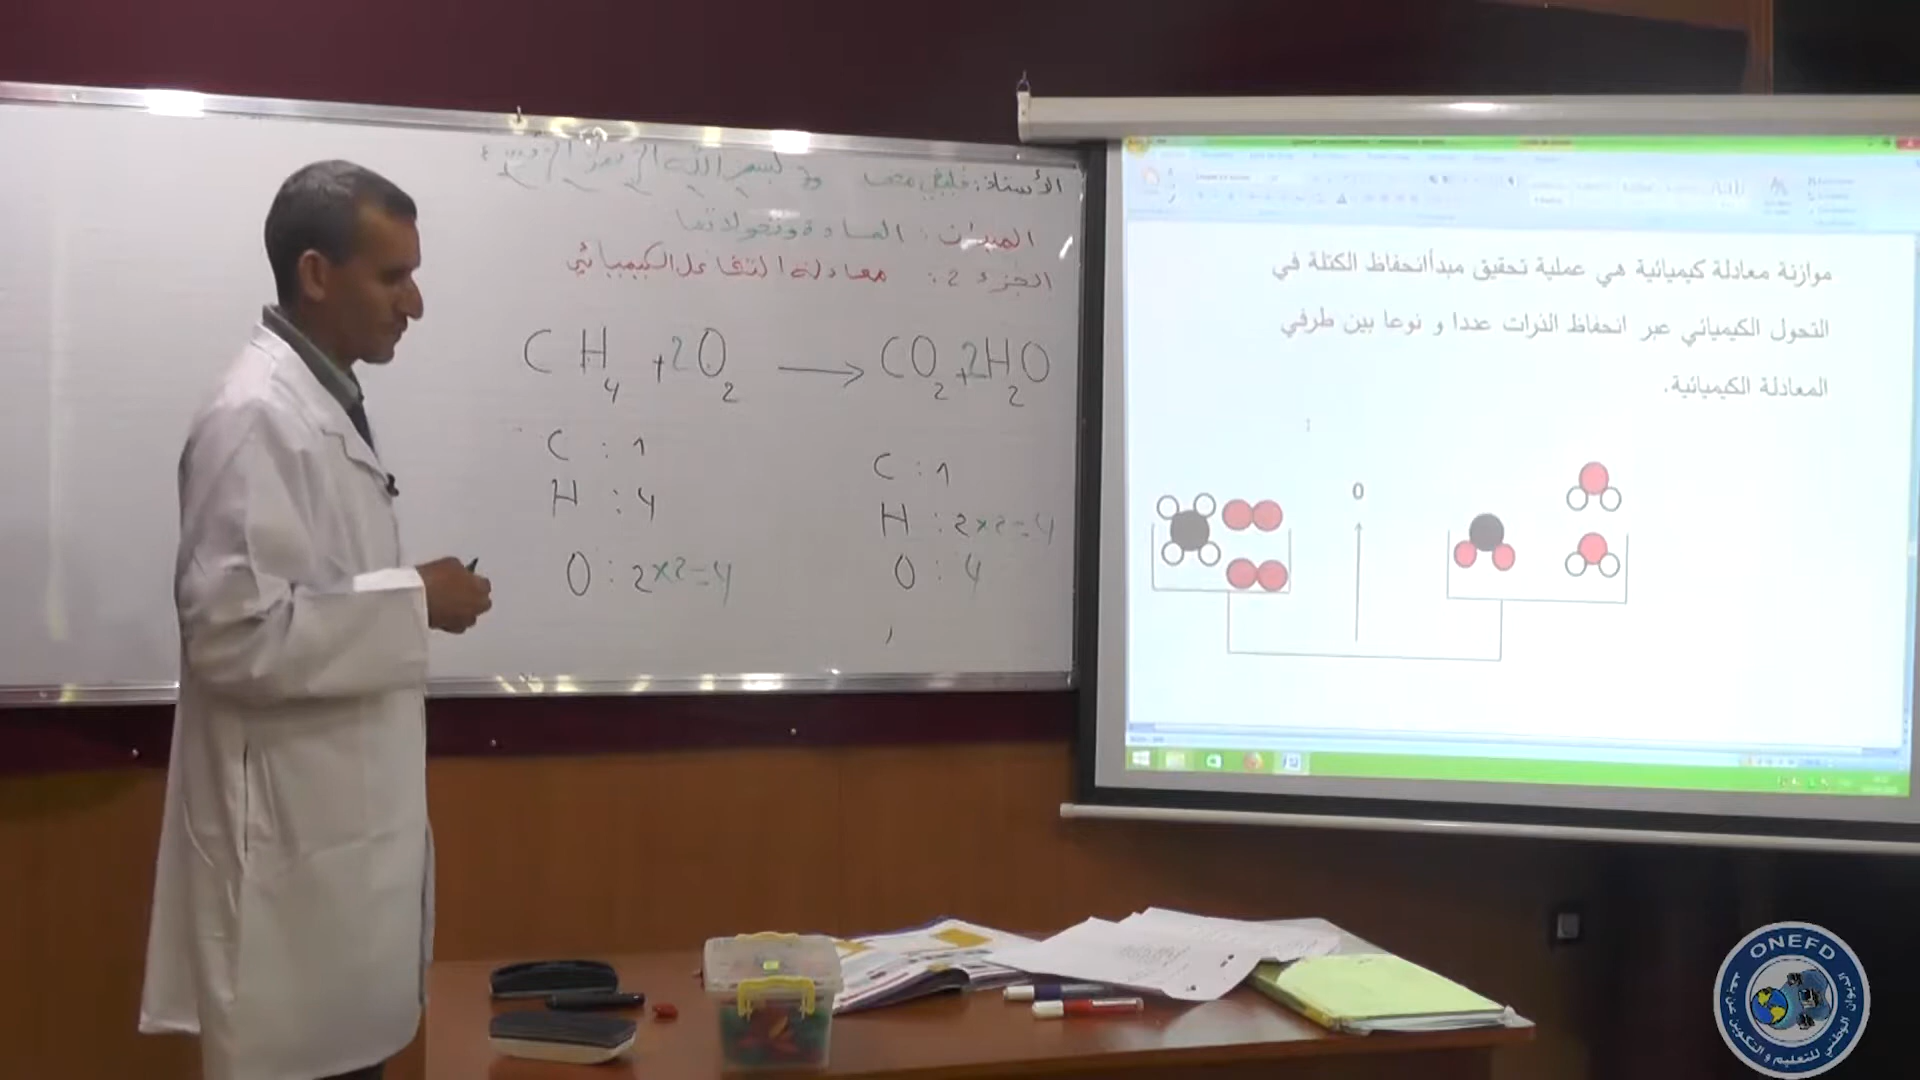 بسم الله الرحمن الرحيم
الأستاذ:
الميدان: المادة وتحولاتها
الجزء 2: معادلة التفاعل الكيميائي
CH₄ + 2O₂ → CO₂ + 2H₂O
C : 1
H : 4
O : 2×2=4
C : 1
H : 2×2=4
O : 4
موازنة معادلة كيميائية هي عملية تحقيق مبدأانحفاظ الكتلة في
التحول الكيميائي عبر انحفاظ الذرات عددا و نوعا بين طرفي
المعادلة الكيميائية.
0
ONEFD
الديوان الوطني للتعليم و التكوين عن بعد